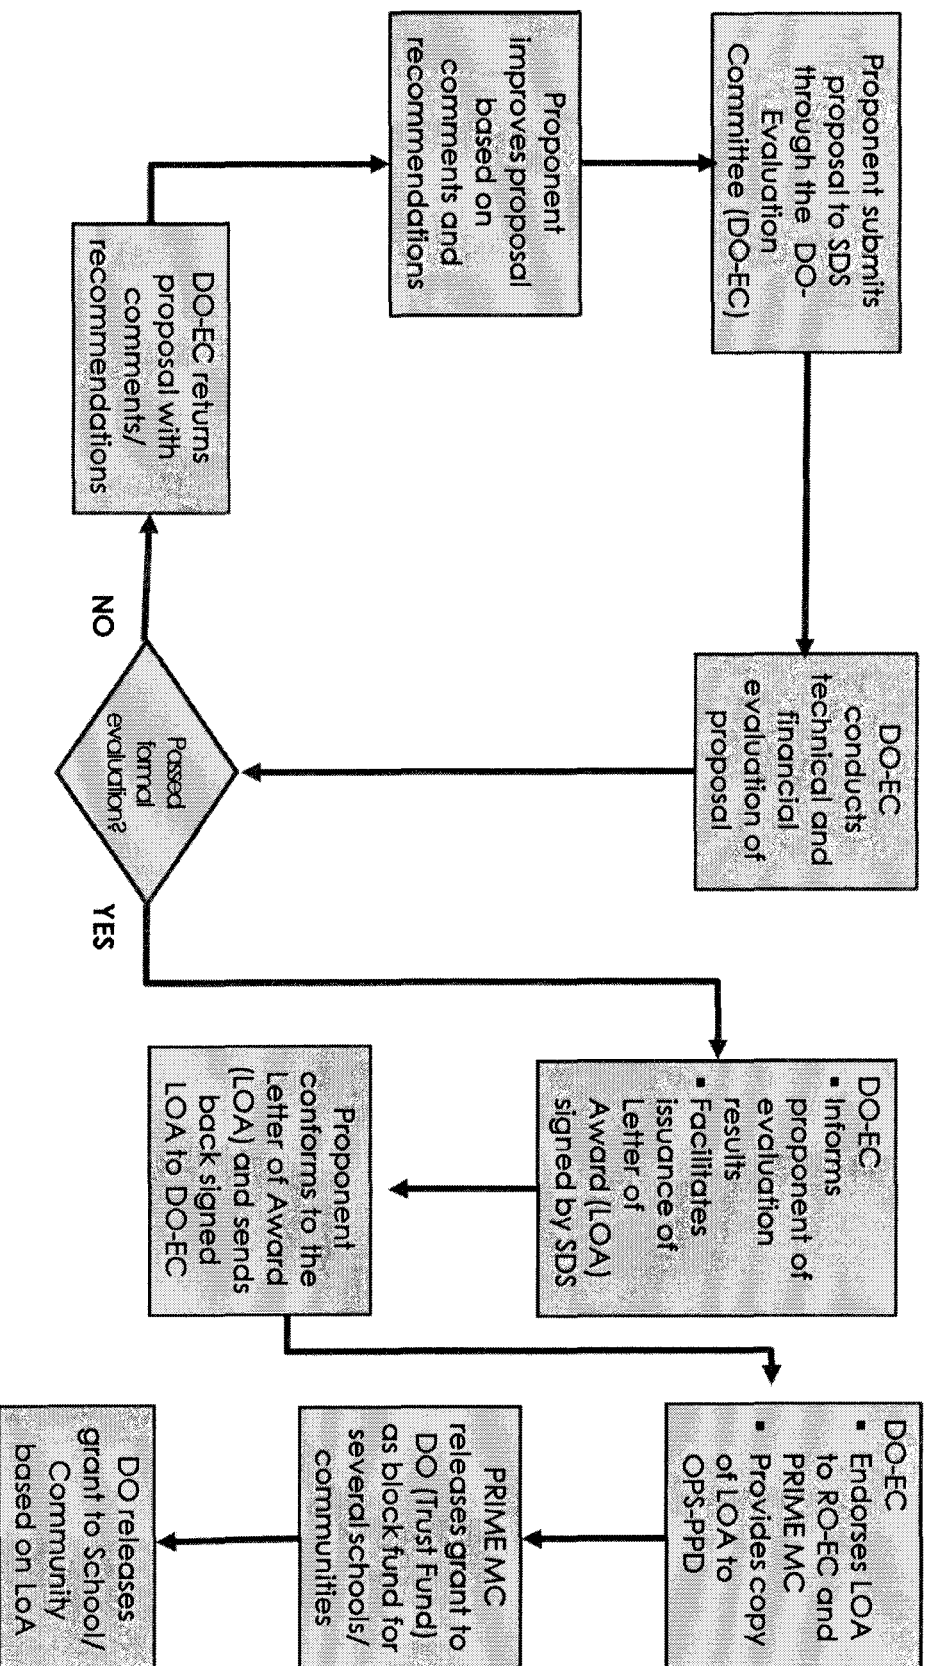 Proponent submits
proposal to SDS
through the DO-
Evaluation
Committee (DO-EC)
DO-EC
conducts
technical and
financial
evaluation of
proposal
Proponent
improves proposal
based on
comments and
recommendations
DO-EC returns
proposal with
comments/
recommendations
NO
Passed
formal
evaluation?
YES
DO-EC
▪ Informs
proponent of
evaluation
results
▪ Facilitates
issuance of
Letter of
Award (LOA)
signed by SDS
Proponent
conforms to the
Letter of Award
(LOA) and sends
back signed
LOA to DO-EC
DO-EC
▪ Endorses LOA
to RO-EC and
PRIME MC
▪ Provides copy
of LOA to
OPS-PPD
PRIME MC
releases grant to
DO (Trust Fund)
as block fund for
several schools/
communities
DO releases
grant to School/
Community
based on LoA